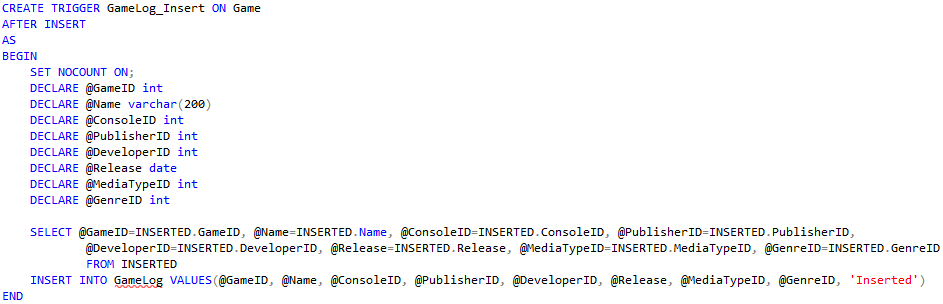 CREATE TRIGGER GameLog_Insert ON Game
AFTER INSERT
AS
BEGIN
    SET NOCOUNT ON;
    DECLARE @GameID int
    DECLARE @Name varchar(200)
    DECLARE @ConsoleID int
    DECLARE @PublisherID int
    DECLARE @DeveloperID int
    DECLARE @Release date
    DECLARE @MediaTypeID int
    DECLARE @GenreID int

    SELECT @GameID=INSERTED.GameID, @Name=INSERTED.Name, @ConsoleID=INSERTED.ConsoleID, @PublisherID=INSERTED.PublisherID,
           @DeveloperID=INSERTED.DeveloperID, @Release=INSERTED.Release, @MediaTypeID=INSERTED.MediaTypeID, @GenreID=INSERTED.GenreID
           FROM INSERTED
    INSERT INTO GameLog VALUES(@GameID, @Name, @ConsoleID, @PublisherID, @DeveloperID, @Release, @MediaTypeID, @GenreID, 'Inserted')
END